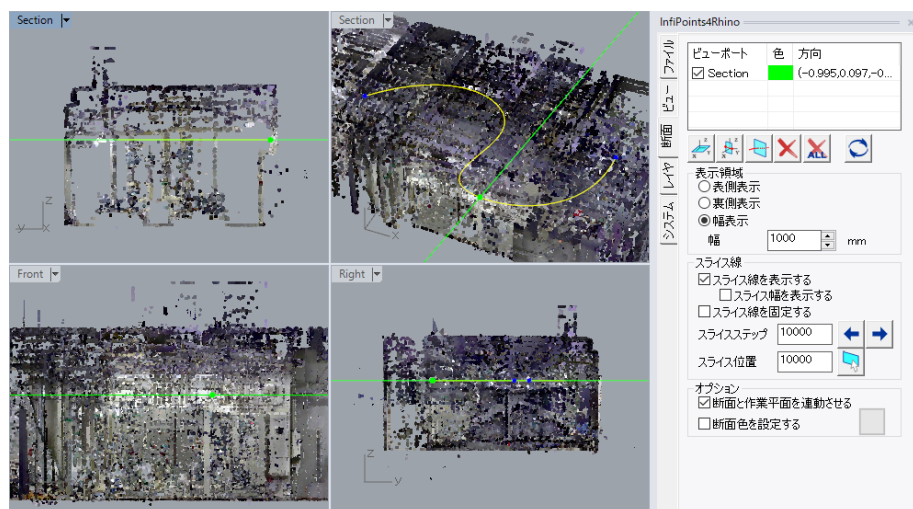 Section
Section
Front
Right
z
y
x
z
x
z
x
z
y
InfiPoints4Rhino
ファイル
ビュー
断面
レイヤ
システム
ビューポート 色 方向
Section (-0.995,0.097,-0...
ALL
表示領域
表側表示
裏側表示
幅表示
幅 1000 mm
スライス線
スライス線を表示する
スライス幅を表示する
スライス線を固定する
スライスステップ 10000
スライス位置 10000
オプション
断面と作業平面を連動させる
断面色を設定する